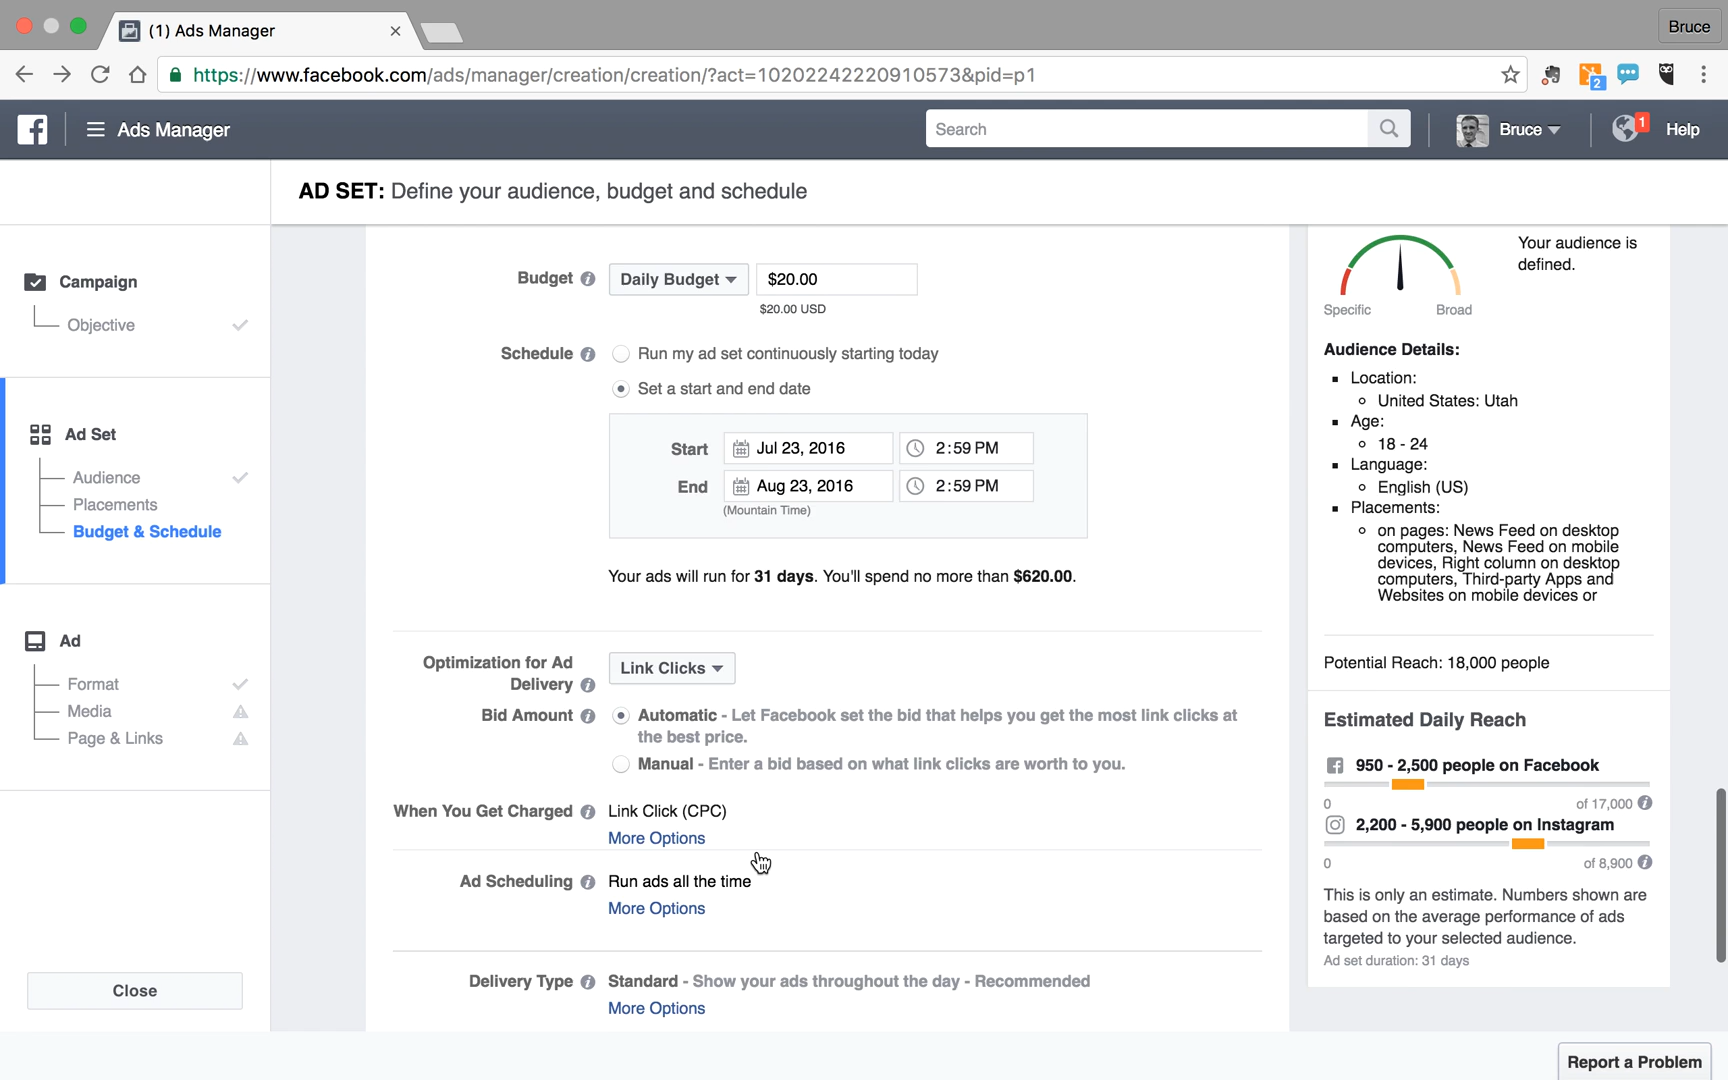 (1) Ads Manager
Bruce
https://www.facebook.com/ads/manager/creation/creation/?act=10202242220910573&pid=p1
2
Ads Manager
Search
Bruce
1
Help
AD SET: Define your audience, budget and schedule
Campaign
Objective
Ad Set
Audience
Placements
Budget & Schedule
Ad
Format
Media
Page & Links
Close
Budget
Daily Budget
$20.00
$20.00 USD
Schedule
Run my ad set continuously starting today
Set a start and end date
Start
Jul 23, 2016
2:59 PM
End
Aug 23, 2016
2:59 PM
(Mountain Time)
Your ads will run for 31 days. You'll spend no more than $620.00.
Optimization for Ad
Delivery
Link Clicks
Bid Amount
Automatic - Let Facebook set the bid that helps you get the most link clicks at
the best price.
Manual - Enter a bid based on what link clicks are worth to you.
When You Get Charged
Link Click (CPC)
More Options
Ad Scheduling
Run ads all the time
More Options
Delivery Type
Standard - Show your ads throughout the day - Recommended
More Options
Your audience is
defined.
Specific
Broad
Audience Details:
Location:
United States: Utah
Age:
18 - 24
Language:
English (US)
Placements:
on pages: News Feed on desktop
computers, News Feed on mobile
devices, Right column on desktop
computers, Third-party Apps and
Websites on mobile devices or
Potential Reach: 18,000 people
Estimated Daily Reach
950 - 2,500 people on Facebook
0
of 17,000
2,200 - 5,900 people on Instagram
0
of 8,900
This is only an estimate. Numbers shown are
based on the average performance of ads
targeted to your selected audience.
Ad set duration: 31 days
Report a Problem